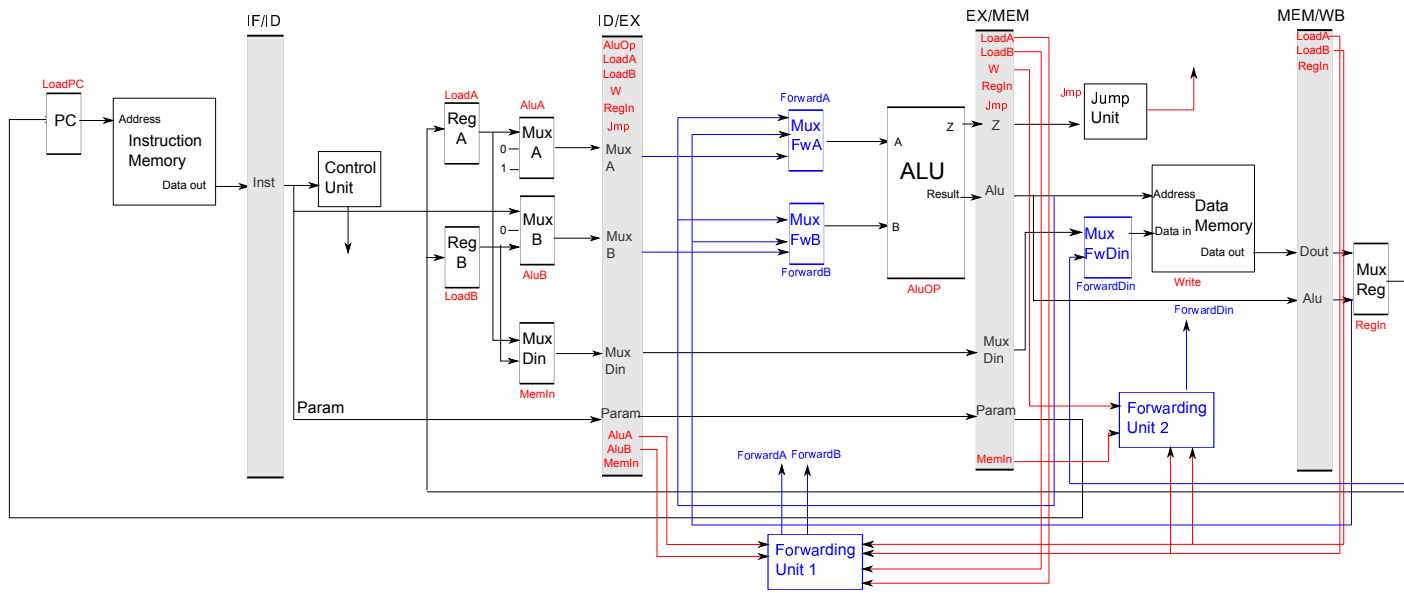 IF/ID
ID/EX
EX/MEM
MEM/WB
LoadPC
PC
Address
Instruction
Memory
Data out
Inst
Control
Unit
Param
LoadA
Reg
A
Reg
B
LoadB
AluA
Mux
A
0
1
Mux
B
0
AluB
Mux
Din
MemIn
AluOp
LoadA
LoadB
W
RegIn
Jmp
Mux
A
Mux
B
Mux
Din
Param
AluA
AluB
MemIn
ForwardA
Mux
FwA
Mux
FwB
ForwardB
A
B
ALU
Z
Result
AluOP
ForwardA
ForwardB
Forwarding
Unit 1
LoadA
LoadB
W
RegIn
Jmp
Z
Alu
Mux
Din
Param
MemIn
Jmp
Jump
Unit
Mux
FwDin
ForwardDin
Address
Data
Memory
Data in
Data out
Write
ForwardDin
Forwarding
Unit 2
LoadA
LoadB
RegIn
Dout
Alu
Mux
Reg
RegIn